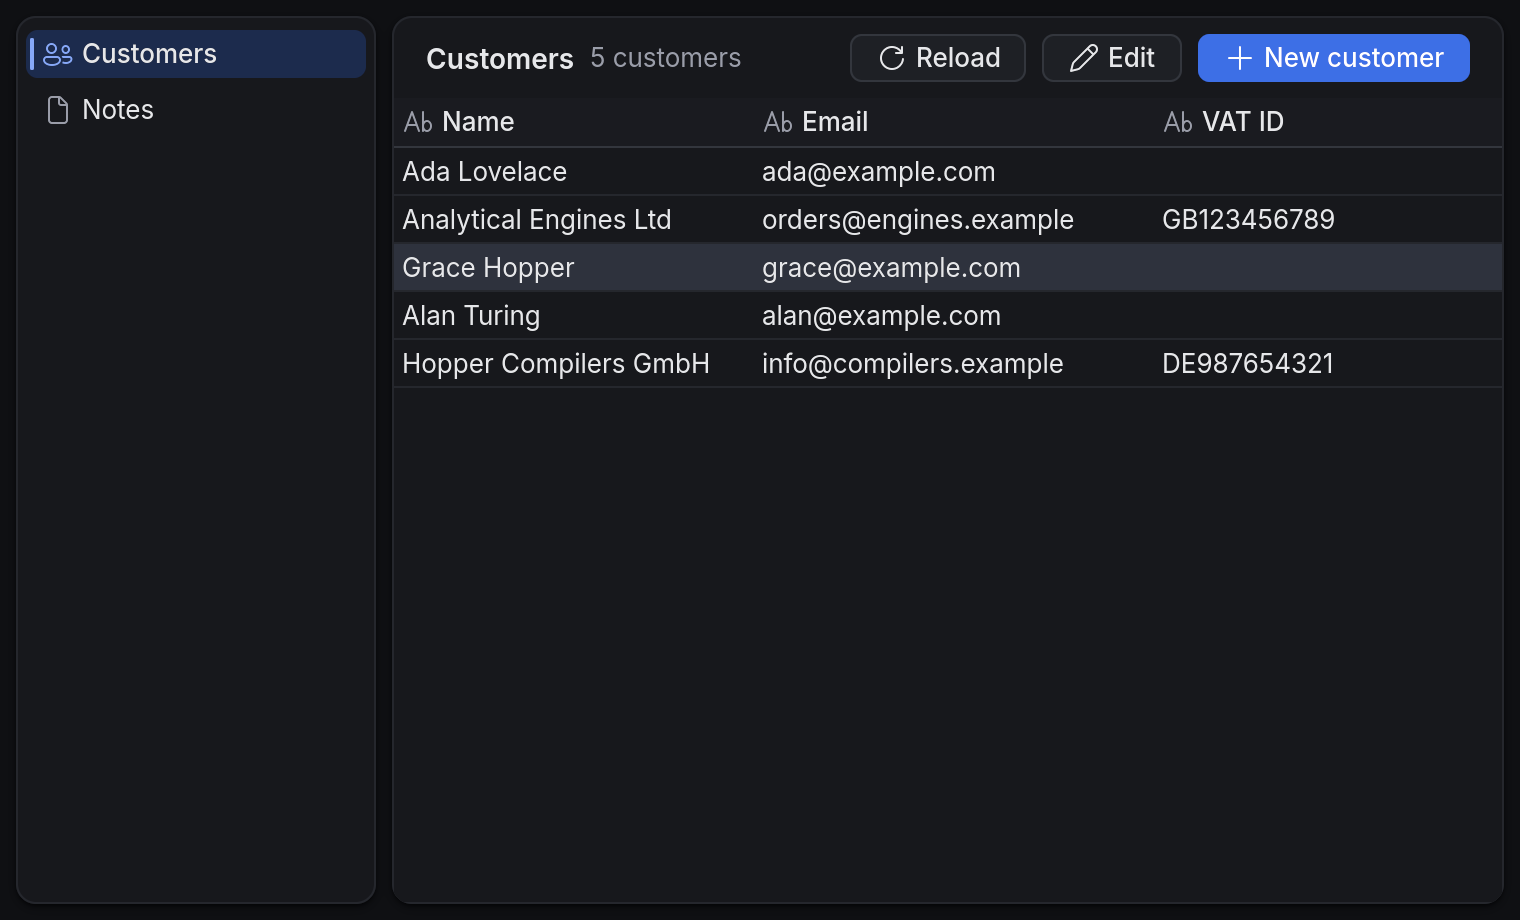 Customers
Notes
Customers 5 customers Reload Edit New customer
Ab Name Ab Email Ab VAT ID
Ada Lovelace ada@example.com
Analytical Engines Ltd orders@engines.example GB123456789
Grace Hopper grace@example.com
Alan Turing alan@example.com
Hopper Compilers GmbH info@compilers.example DE987654321